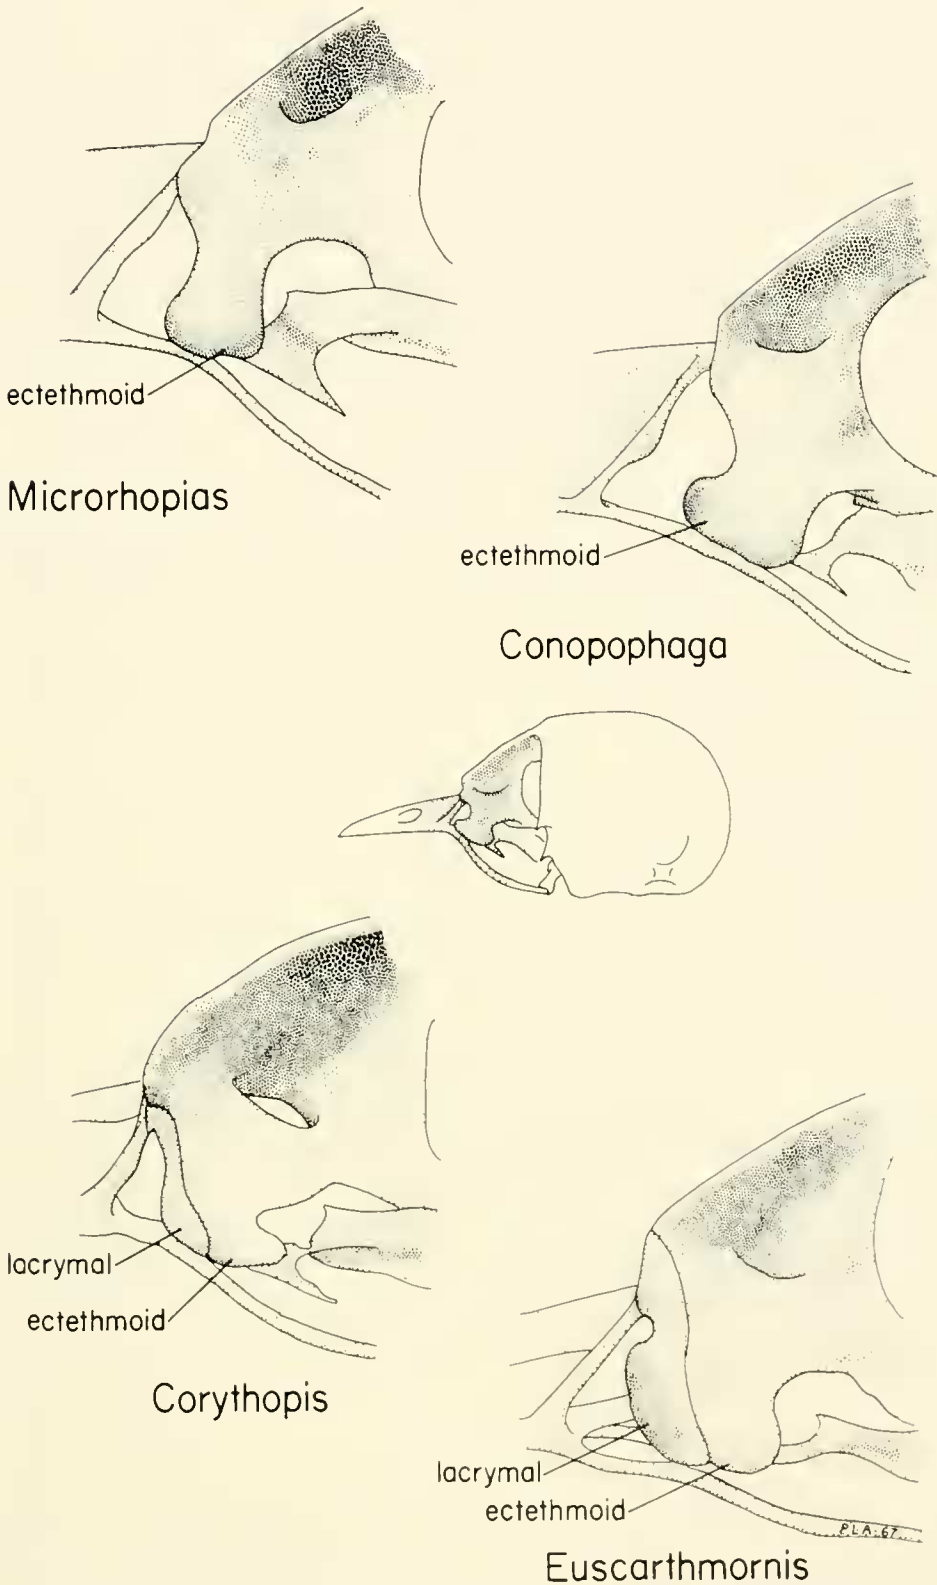 ectethmoid
Microrhopias
ectethmoid
Conopophaga
lacrymal
ectethmoid
Corythopis
lacrymal
ectethmoid
P.L.A.-67
Euscarthmornis